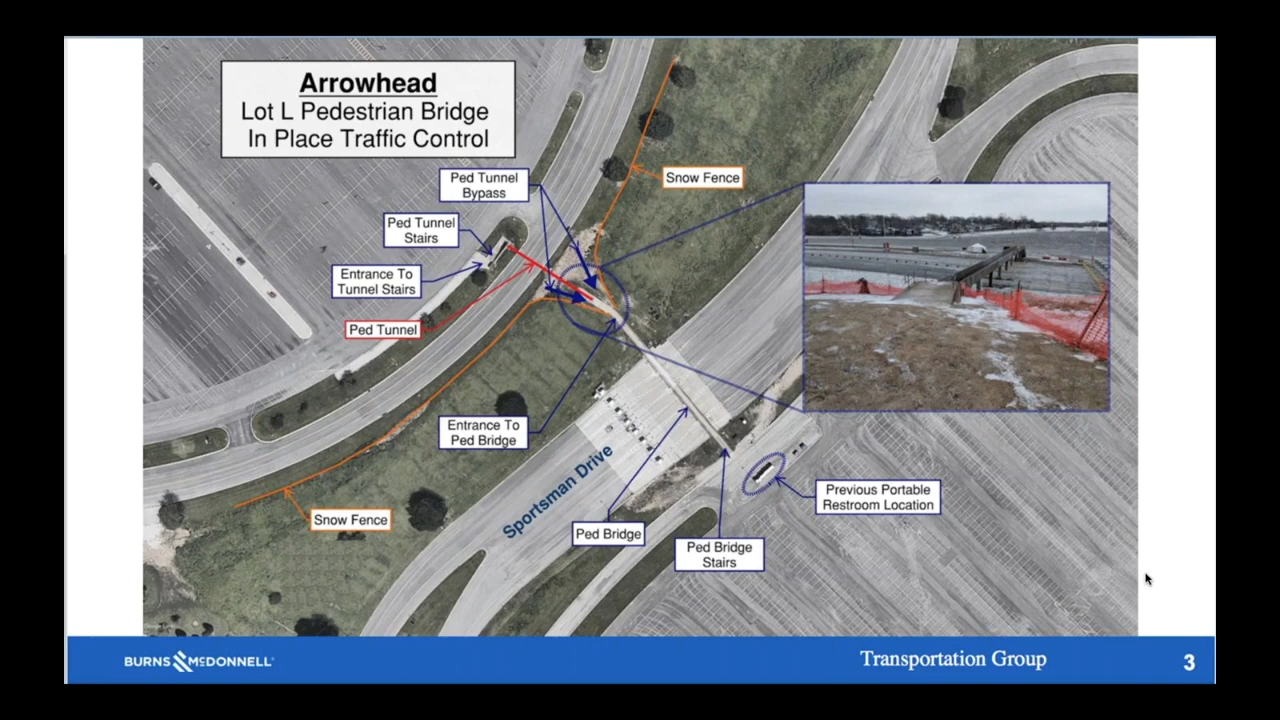 Arrowhead
Lot L Pedestrian Bridge
In Place Traffic Control
Ped Tunnel
Bypass
Snow Fence
Ped Tunnel
Stairs
Entrance To
Tunnel Stairs
Ped Tunnel
Entrance To
Ped Bridge
Sportsman Drive
Previous Portable
Restroom Location
Snow Fence
Ped Bridge
Ped Bridge
Stairs
BURNS McDONNELL
Transportation Group
3